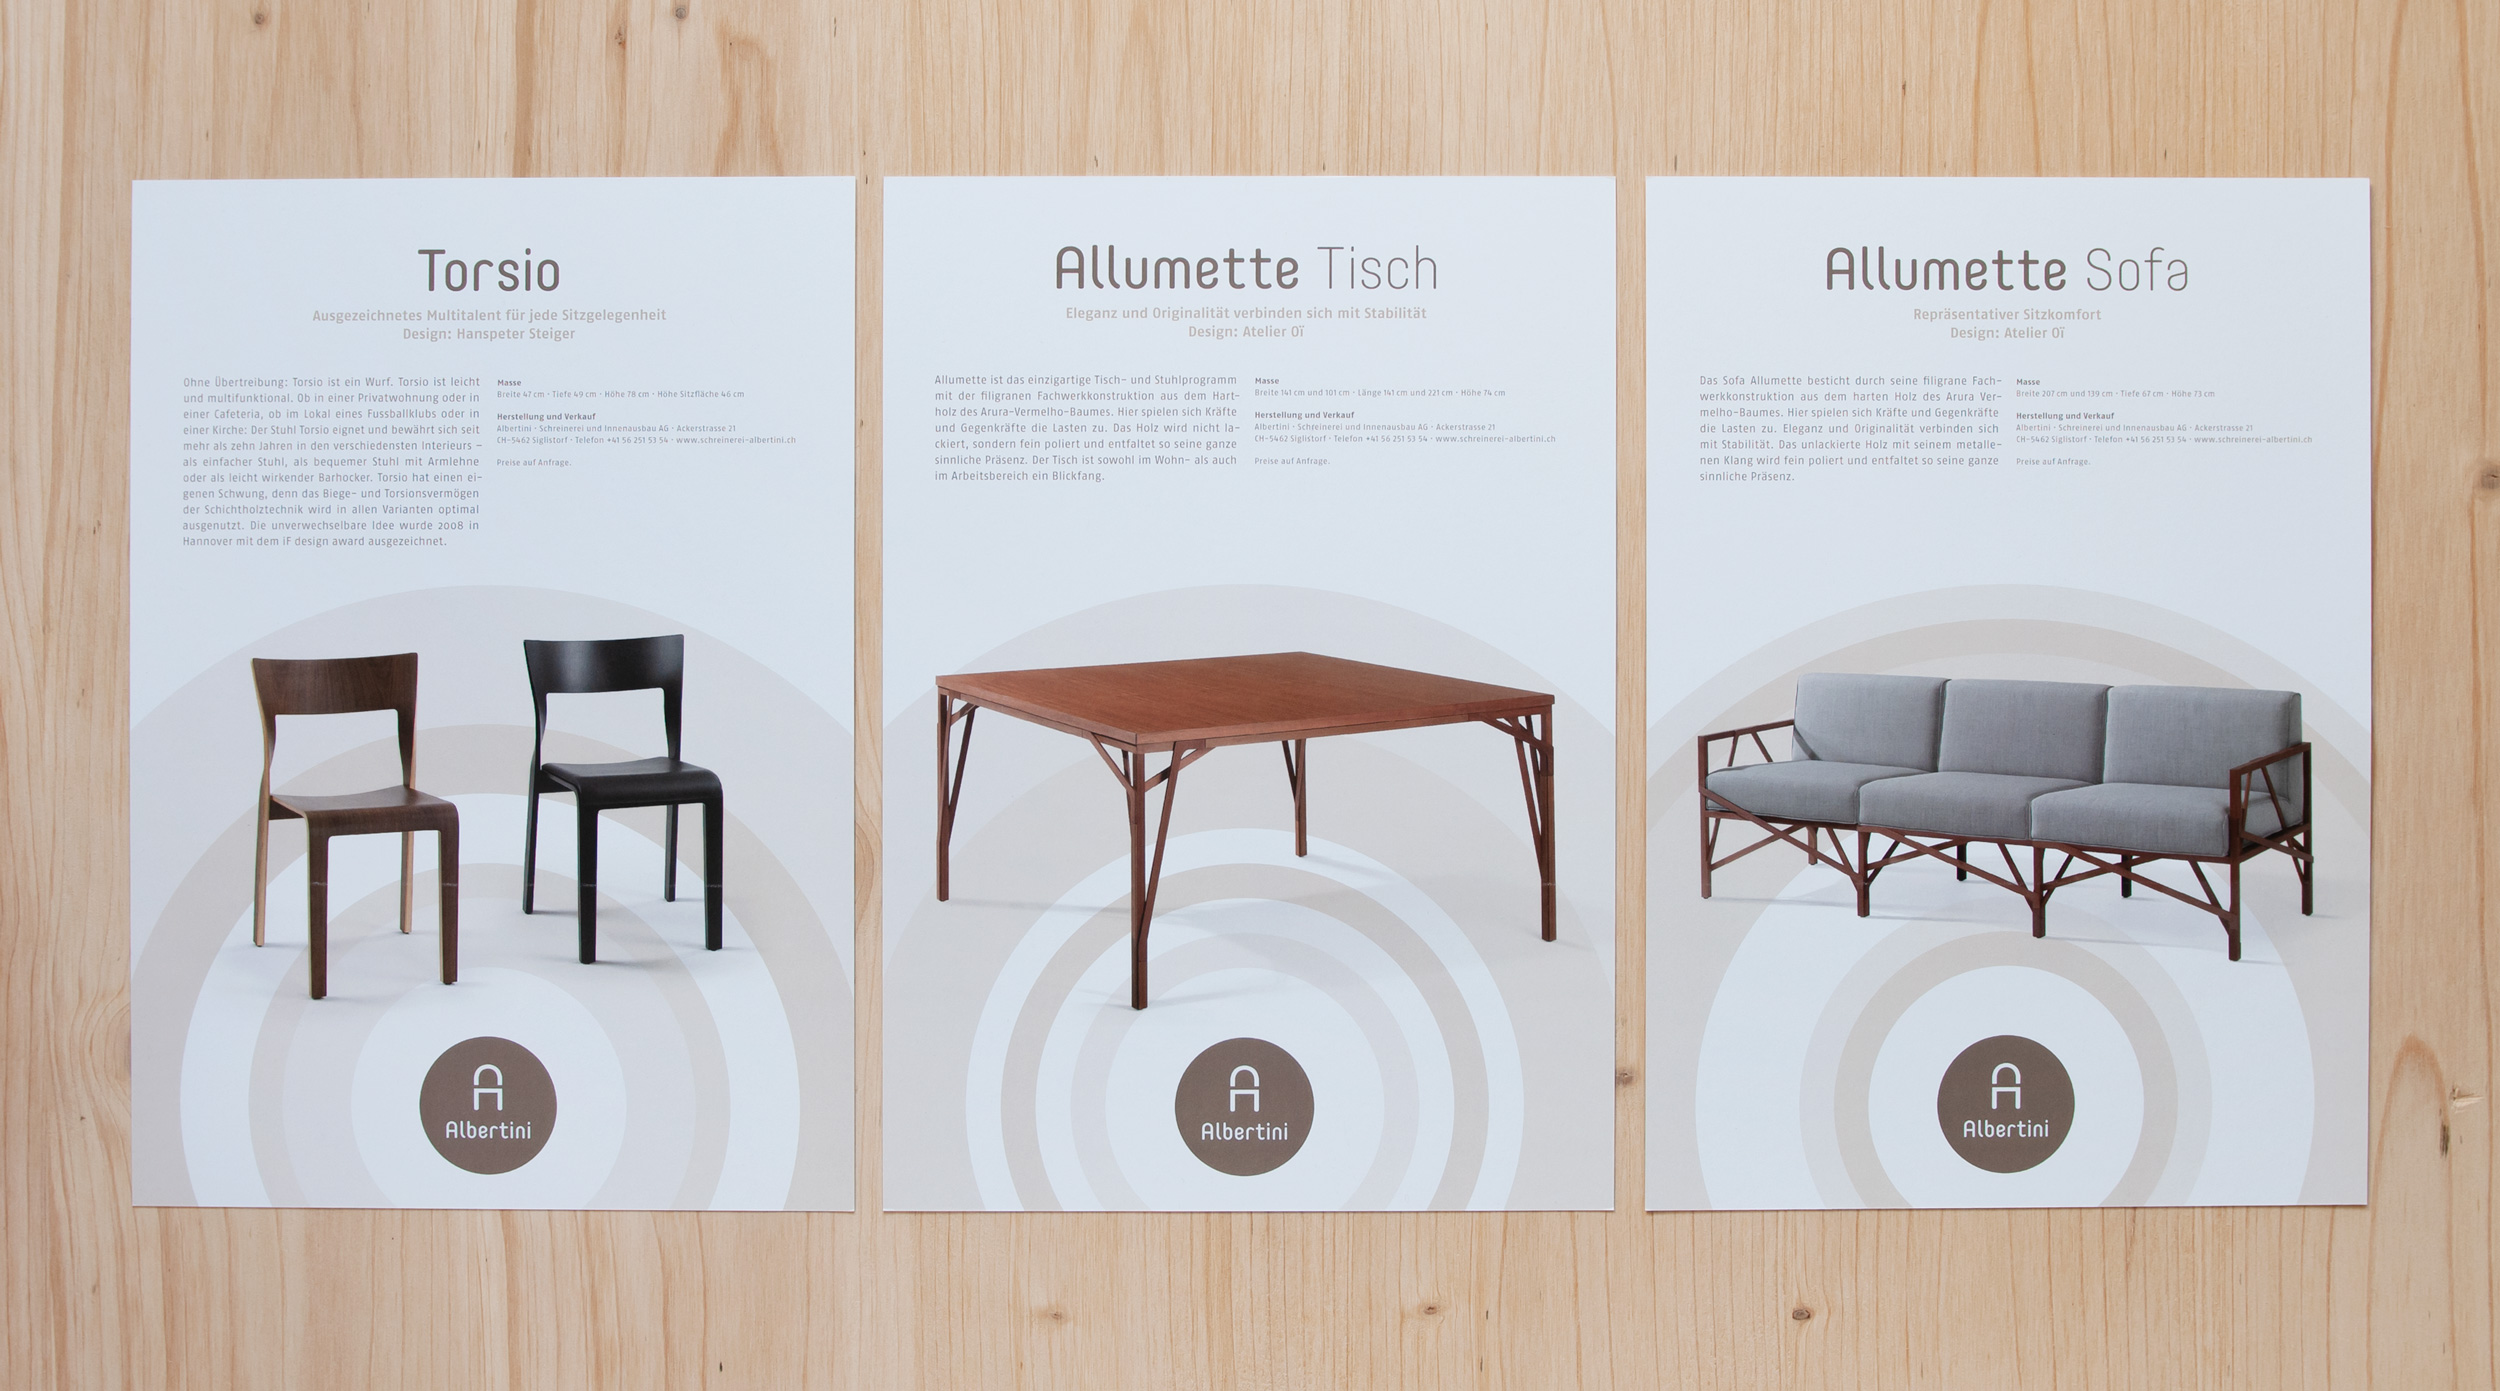 Torsio
Ausgezeichnetes Multitalent für jede Sitzgelegenheit
Design: Hanspeter Steiger
Ohne Übertreibung: Torsio ist ein Wurf. Torsio ist leicht
und multifunktional. Ob in einer Privatwohnung oder in
einer Cafeteria, ob im Lokal eines Fussballklubs oder in
einer Kirche: Der Stuhl Torsio eignet und bewährt sich seit
mehr als zehn Jahren in den verschiedensten Interieurs –
als einfacher Stuhl, als bequemer Stuhl mit Armlehne
oder als leicht wirkender Barhocker. Torsio hat einen ei-
genen Schwung, denn das Biege- und Torsionsvermögen
der Schichtholztechnik wird in allen Varianten optimal
ausgenutzt. Die unverwechselbare Idee wurde 2008 in
Hannover mit dem iF design award ausgezeichnet.
Masse
Breite 47 cm · Tiefe 49 cm · Höhe 78 cm · Höhe Sitzfläche 46 cm
Herstellung und Verkauf
Albertini · Schreinerei und Innenausbau AG · Ackerstrasse 21
CH-5462 Siglistorf · Telefon +41 56 251 53 54 · www.schreinerei-albertini.ch
Preise auf Anfrage.
Albertini
Allumette Tisch
Eleganz und Originalität verbinden sich mit Stabilität
Design: Atelier Oï
Allumette ist das einzigartige Tisch- und Stuhlprogramm
mit der filigranen Fachwerkkonstruktion aus dem Hart-
holz des Arura-Vermelho-Baumes. Hier spielen sich Kräfte
und Gegenkräfte die Lasten zu. Das Holz wird nicht la-
ckiert, sondern fein poliert und entfaltet so seine ganze
sinnliche Präsenz. Der Tisch ist sowohl im Wohn- als auch
im Arbeitsbereich ein Blickfang.
Masse
Breite 141 cm und 101 cm · Länge 141 cm und 221 cm · Höhe 74 cm
Herstellung und Verkauf
Albertini · Schreinerei und Innenausbau AG · Ackerstrasse 21
CH-5462 Siglistorf · Telefon +41 56 251 53 54 · www.schreinerei-albertini.ch
Preise auf Anfrage.
Albertini
Allumette Sofa
Repräsentativer Sitzkomfort
Design: Atelier Oï
Das Sofa Allumette besticht durch seine filigrane Fach-
werkkonstruktion aus dem harten Holz des Arura Ver-
melho-Baumes. Hier spielen sich Kräfte und Gegenkräfte
die Lasten zu. Eleganz und Originalität verbinden sich
mit Stabilität. Das unlackierte Holz mit seinem metalle-
nen Klang wird fein poliert und entfaltet so seine ganze
sinnliche Präsenz.
Masse
Breite 207 cm und 139 cm · Tiefe 67 cm · Höhe 73 cm
Herstellung und Verkauf
Albertini · Schreinerei und Innenausbau AG · Ackerstrasse 21
CH-5462 Siglistorf · Telefon +41 56 251 53 54 · www.schreinerei-albertini.ch
Preise auf Anfrage.
Albertini